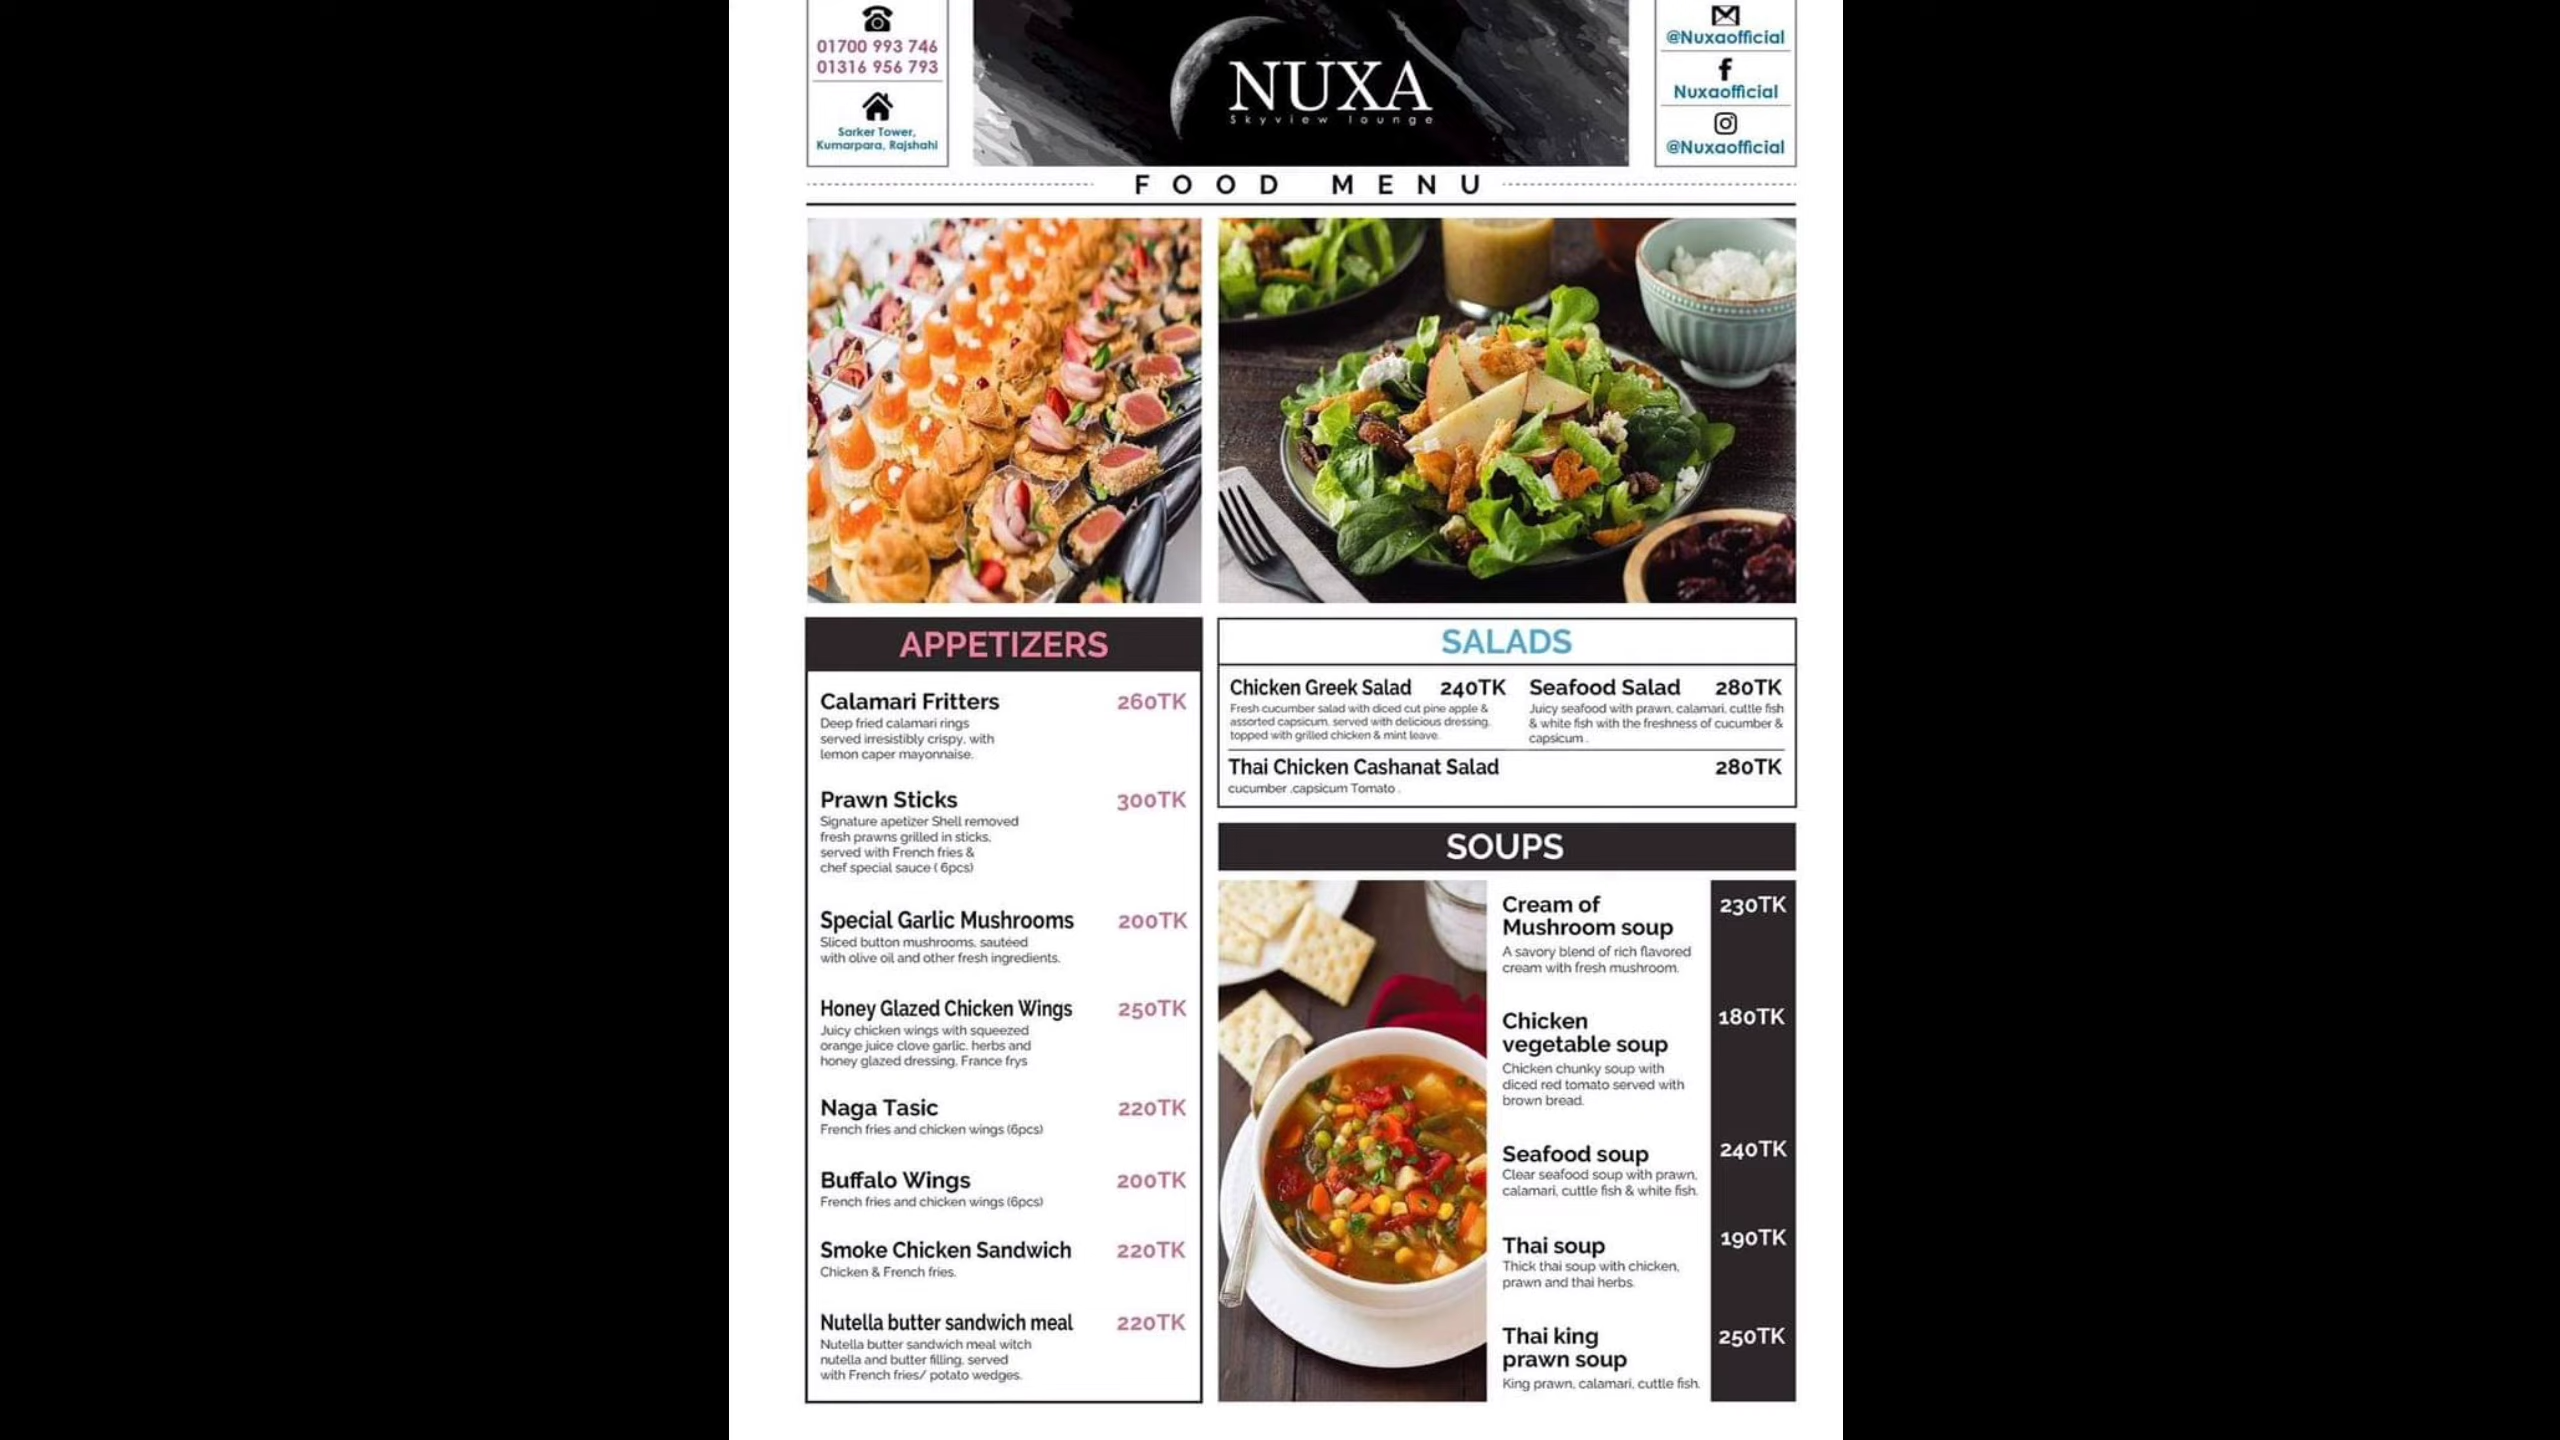 01700 993 746
01316 956 793
Sarker Tower,
Kumarpara, Rajshahi
NUXA
Skyview lounge
@Nuxaofficial
Nuxaofficial
@Nuxaofficial
FOOD MENU
APPETIZERS
Calamari Fritters 260TK
Deep fried calamari rings
served irresistibly crispy, with
lemon caper mayonnaise.
Prawn Sticks 300TK
Signature apetizer Shell removed
fresh prawns grilled in sticks,
served with French fries &
chef special sauce ( 6pcs)
Special Garlic Mushrooms 200TK
Sliced button mushrooms, sautéed
with olive oil and other fresh ingredients.
Honey Glazed Chicken Wings 250TK
Juicy chicken wings with squeezed
orange juice clove garlic, herbs and
honey glazed dressing, France frys
Naga Tasic 220TK
French fries and chicken wings (6pcs)
Buffalo Wings 200TK
French fries and chicken wings (6pcs)
Smoke Chicken Sandwich 220TK
Chicken & French fries.
Nutella butter sandwich meal 220TK
Nutella butter sandwich meal witch
nutella and butter filling, served
with French fries/ potato wedges.
SALADS
Chicken Greek Salad 240TK
Fresh cucumber salad with diced cut pine apple &
assorted capsicum, served with delicious dressing,
topped with grilled chicken & mint leave.
Seafood Salad 280TK
Juicy seafood with prawn, calamari, cuttle fish
& white fish with the freshness of cucumber &
capsicum .
Thai Chicken Cashanat Salad 280TK
cucumber ,capsicum Tomato .
SOUPS
Cream of 230TK
Mushroom soup
A savory blend of rich flavored
cream with fresh mushroom.
Chicken 180TK
vegetable soup
Chicken chunky soup with
diced red tomato served with
brown bread.
Seafood soup 240TK
Clear seafood soup with prawn,
calamari, cuttle fish & white fish.
Thai soup 190TK
Thick thai soup with chicken,
prawn and thai herbs.
Thai king 250TK
prawn soup
King prawn, calamari, cuttle fish.